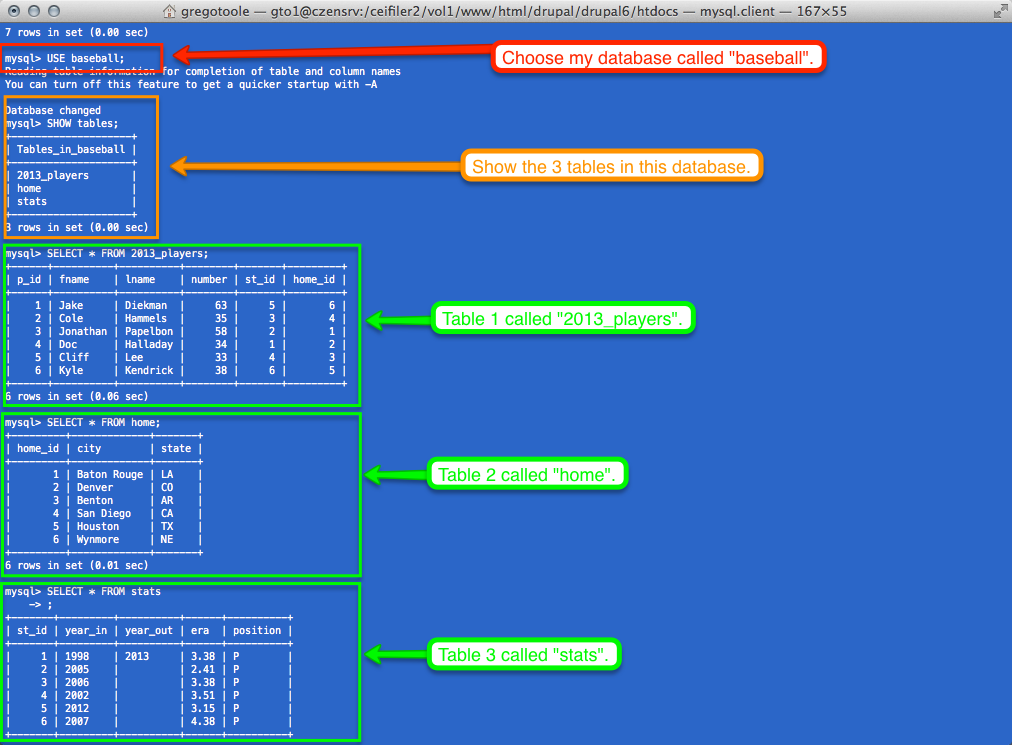 gregotoole — gto1@czensrv:/ceifiler2/vol1/www/html/drupal/drupal6/htdocs — mysql.client — 167×55
7 rows in set (0.00 sec)
mysql> USE baseball;
Choose my database called "baseball".
Reading table information for completion of table and column names
You can turn off this feature to get a quicker startup with -A
Database changed
mysql> SHOW tables;
+--------------------+
| Tables_in_baseball |
+--------------------+
Show the 3 tables in this database.
| 2013_players       |
| home               |
| stats              |
+--------------------+
3 rows in set (0.00 sec)
mysql> SELECT * FROM 2013_players;
+------+----------+----------+--------+-------+---------+
| p_id | fname    | lname    | number | st_id | home_id |
+------+----------+----------+--------+-------+---------+
|    1 | Jake     | Diekman  |     63 |     5 |       6 |
|    2 | Cole     | Hammels  |     35 |     3 |       4 |
Table 1 called "2013_players".
|    3 | Jonathan | Papelbon |     58 |     2 |       1 |
|    4 | Doc      | Halladay |     34 |     1 |       2 |
|    5 | Cliff    | Lee      |     33 |     4 |       3 |
|    6 | Kyle     | Kendrick |     38 |     6 |       5 |
+------+----------+----------+--------+-------+---------+
6 rows in set (0.06 sec)
mysql> SELECT * FROM home;
+---------+-------------+-------+
| home_id | city        | state |
+---------+-------------+-------+
|       1 | Baton Rouge | LA    |
Table 2 called "home".
|       2 | Denver      | CO    |
|       3 | Benton      | AR    |
|       4 | San Diego   | CA    |
|       5 | Houston     | TX    |
|       6 | Wynmore     | NE    |
+---------+-------------+-------+
6 rows in set (0.01 sec)
mysql> SELECT * FROM stats
    -> ;
+-------+---------+----------+------+----------+
| st_id | year_in | year_out | era  | position |
+-------+---------+----------+------+----------+
|     1 | 1998    | 2013     | 3.38 | P        |
Table 3 called "stats".
|     2 | 2005    |          | 2.41 | P        |
|     3 | 2006    |          | 3.38 | P        |
|     4 | 2002    |          | 3.51 | P        |
|     5 | 2012    |          | 3.15 | P        |
|     6 | 2007    |          | 4.38 | P        |
+-------+---------+----------+------+----------+